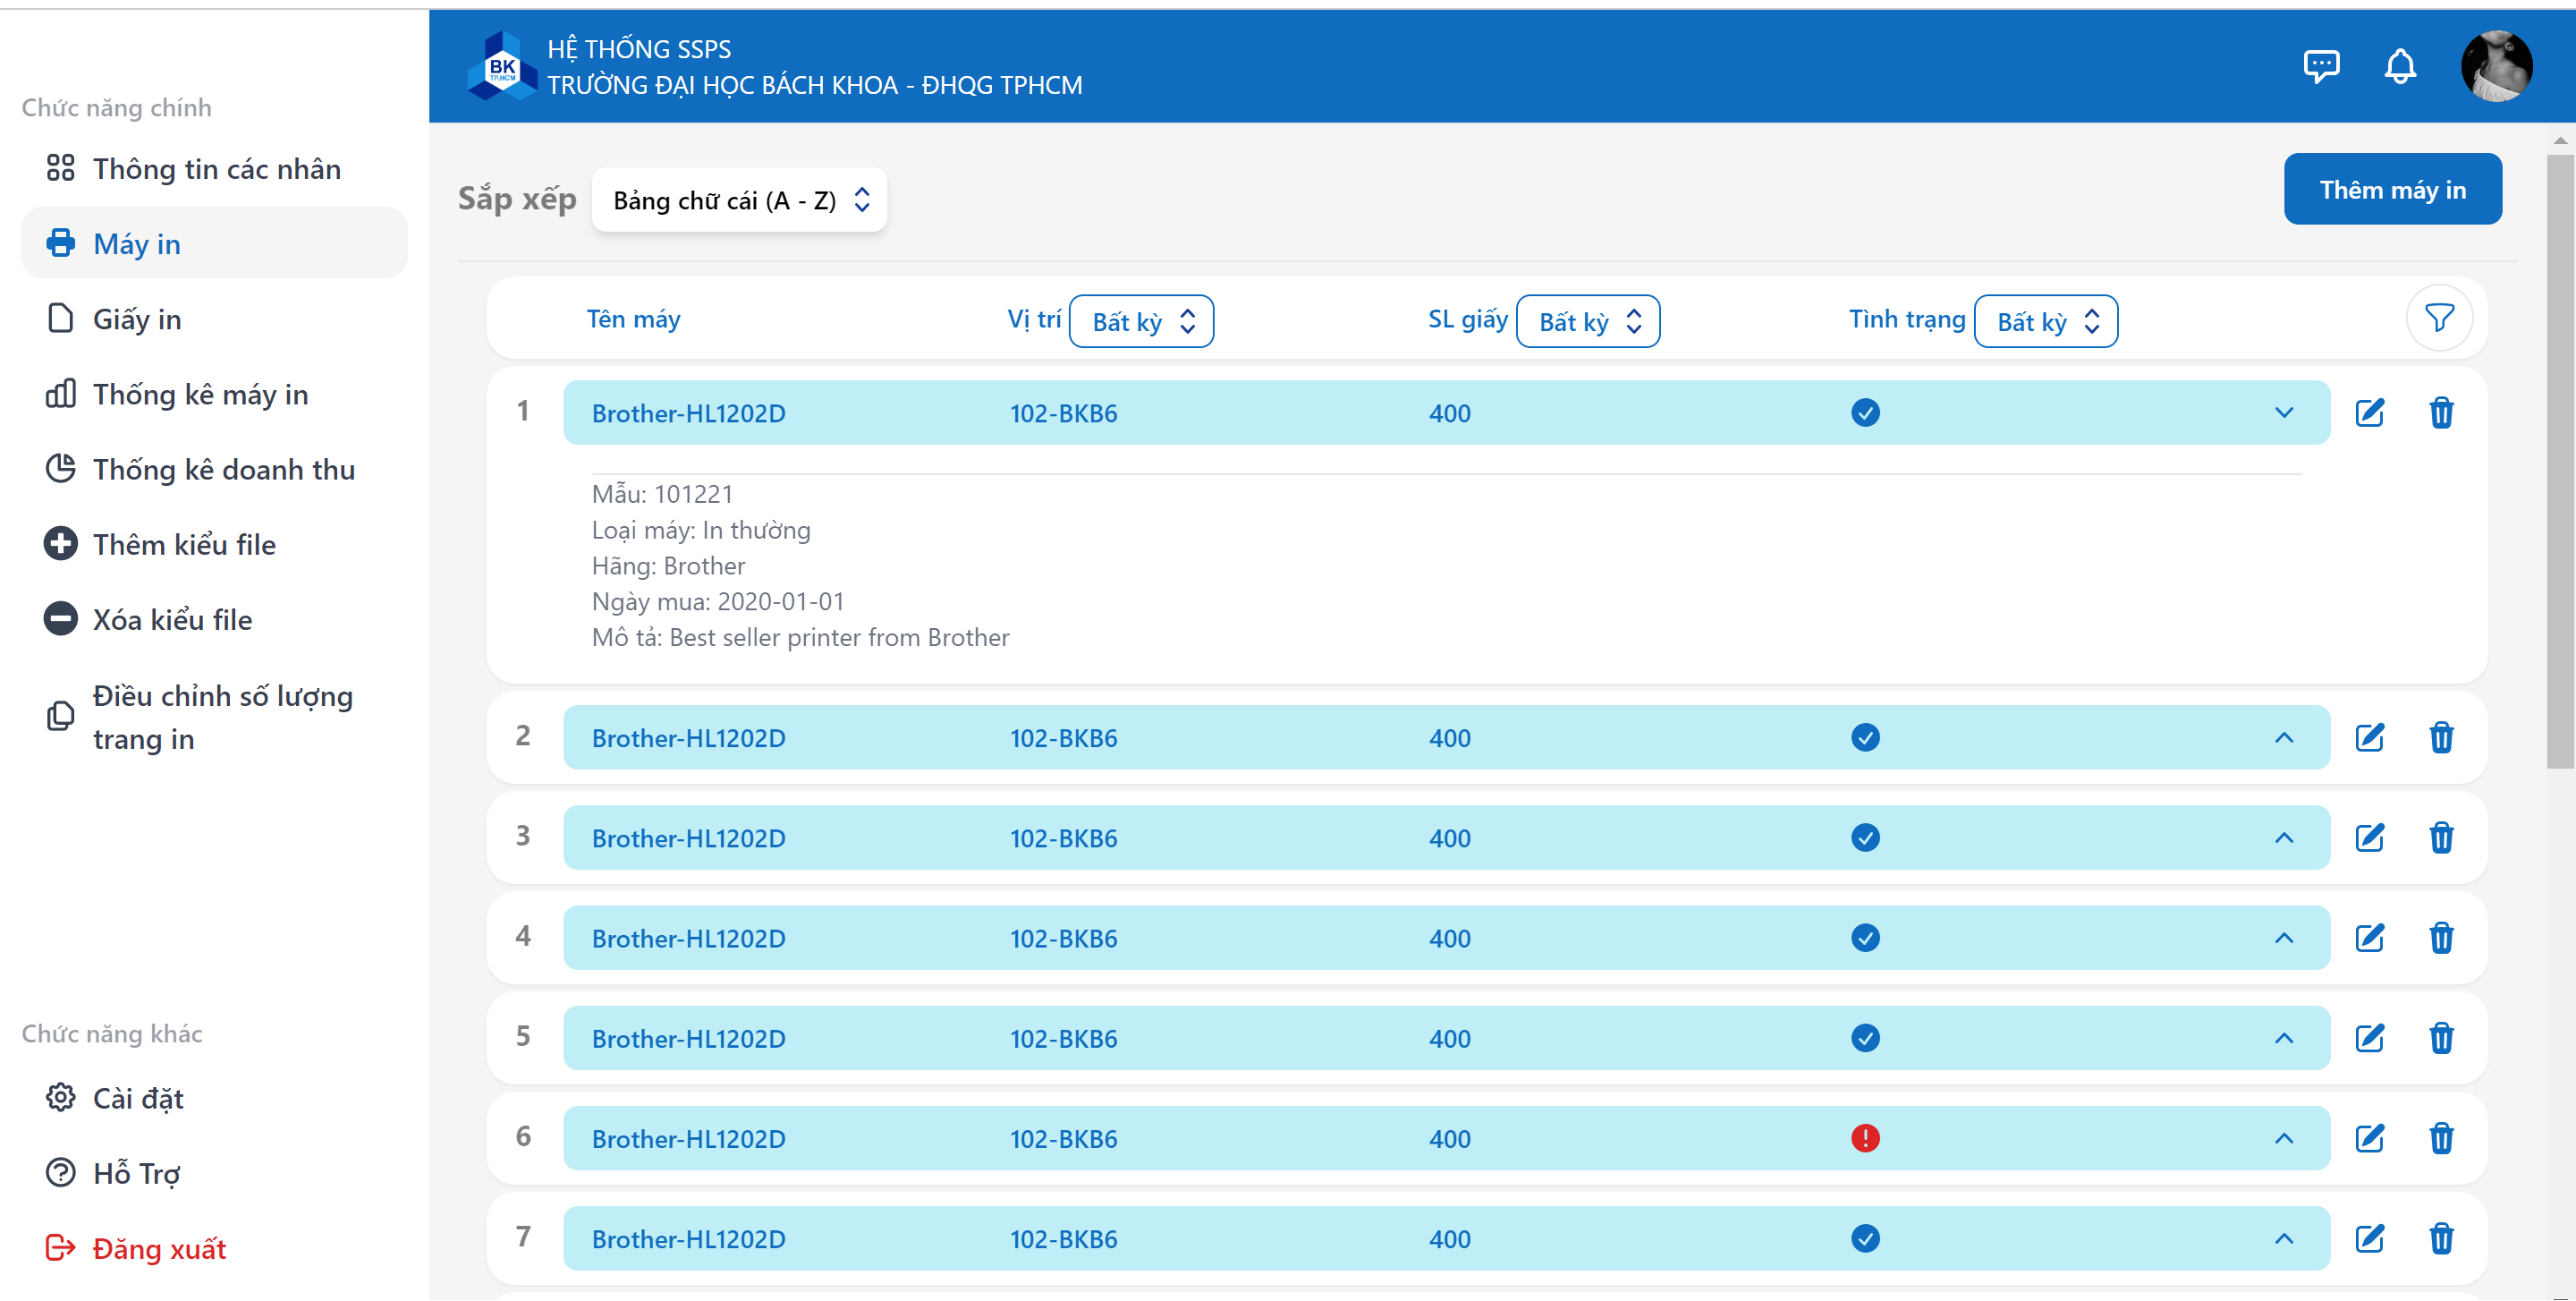 Chức năng chính
Thông tin các nhân
Máy in
Giấy in
Thống kê máy in
Thống kê doanh thu
Thêm kiểu file
Xóa kiểu file
Điều chỉnh số lượng
trang in
Chức năng khác
Cài đặt
Hỗ Trợ
Đăng xuất
BK
TP.HCM
HỆ THỐNG SSPS
TRƯỜNG ĐẠI HỌC BÁCH KHOA - ĐHQG TPHCM
Sắp xếp Bảng chữ cái (A - Z)
Thêm máy in
Tên máy Vị trí Bất kỳ SL giấy Bất kỳ Tình trạng Bất kỳ
1 Brother-HL1202D 102-BKB6 400
Mẫu: 101221
Loại máy: In thường
Hãng: Brother
Ngày mua: 2020-01-01
Mô tả: Best seller printer from Brother
2 Brother-HL1202D 102-BKB6 400
3 Brother-HL1202D 102-BKB6 400
4 Brother-HL1202D 102-BKB6 400
5 Brother-HL1202D 102-BKB6 400
6 Brother-HL1202D 102-BKB6 400
7 Brother-HL1202D 102-BKB6 400